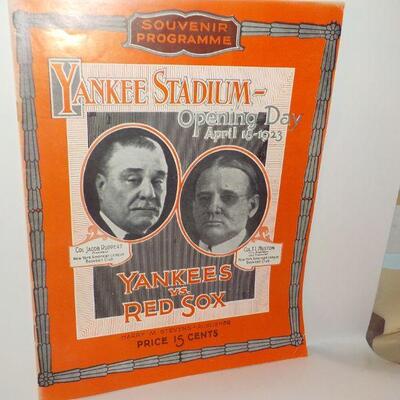 SOUVENIR
PROGRAMME
YANKEE STADIUM-
Opening Day
April 18-1923
COL. JACOB RUPPERT
President
NEW YORK AMERICAN LEAGUE
BASEBALL CLUB
COL. T. L. HUSTON
NEW YORK AMERICAN LEAGUE
BASEBALL CLUB
YANKEES
VS.
RED SOX
HARRY M. STEVENS - PUBLISHER
PRICE 15 CENTS